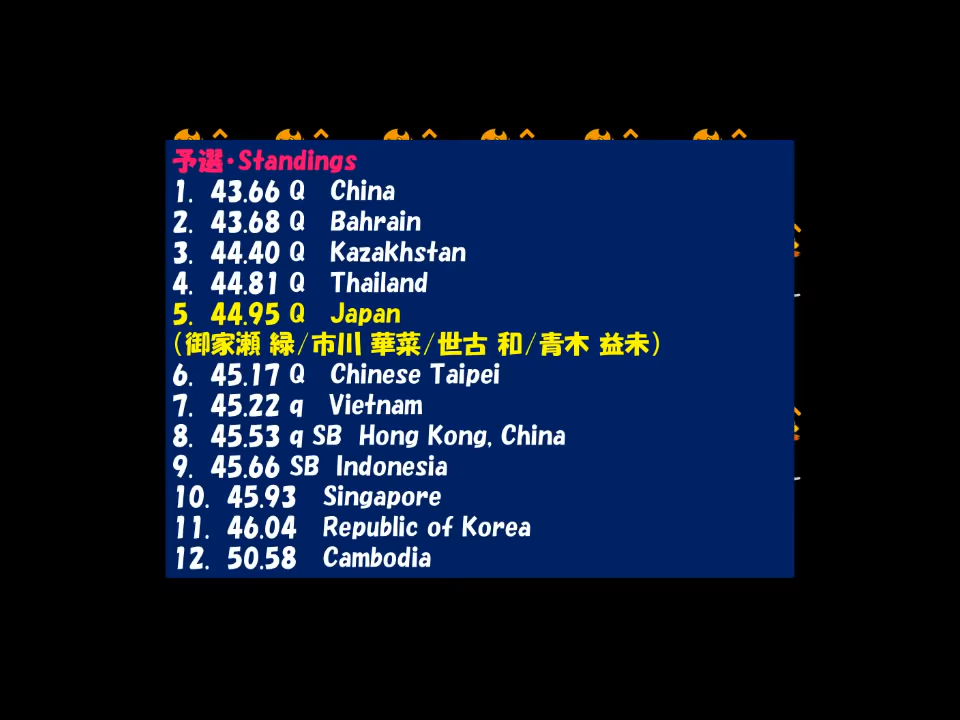 予選・Standings
1. 43.66 Q China
2. 43.68 Q Bahrain
3. 44.40 Q Kazakhstan
4. 44.81 Q Thailand
5. 44.95 Q Japan
(御家瀬 緑/市川 華菜/世古 和/青木 益未)
6. 45.17 Q Chinese Taipei
7. 45.22 q Vietnam
8. 45.53 q SB Hong Kong, China
9. 45.66 SB Indonesia
10. 45.93 Singapore
11. 46.04 Republic of Korea
12. 50.58 Cambodia